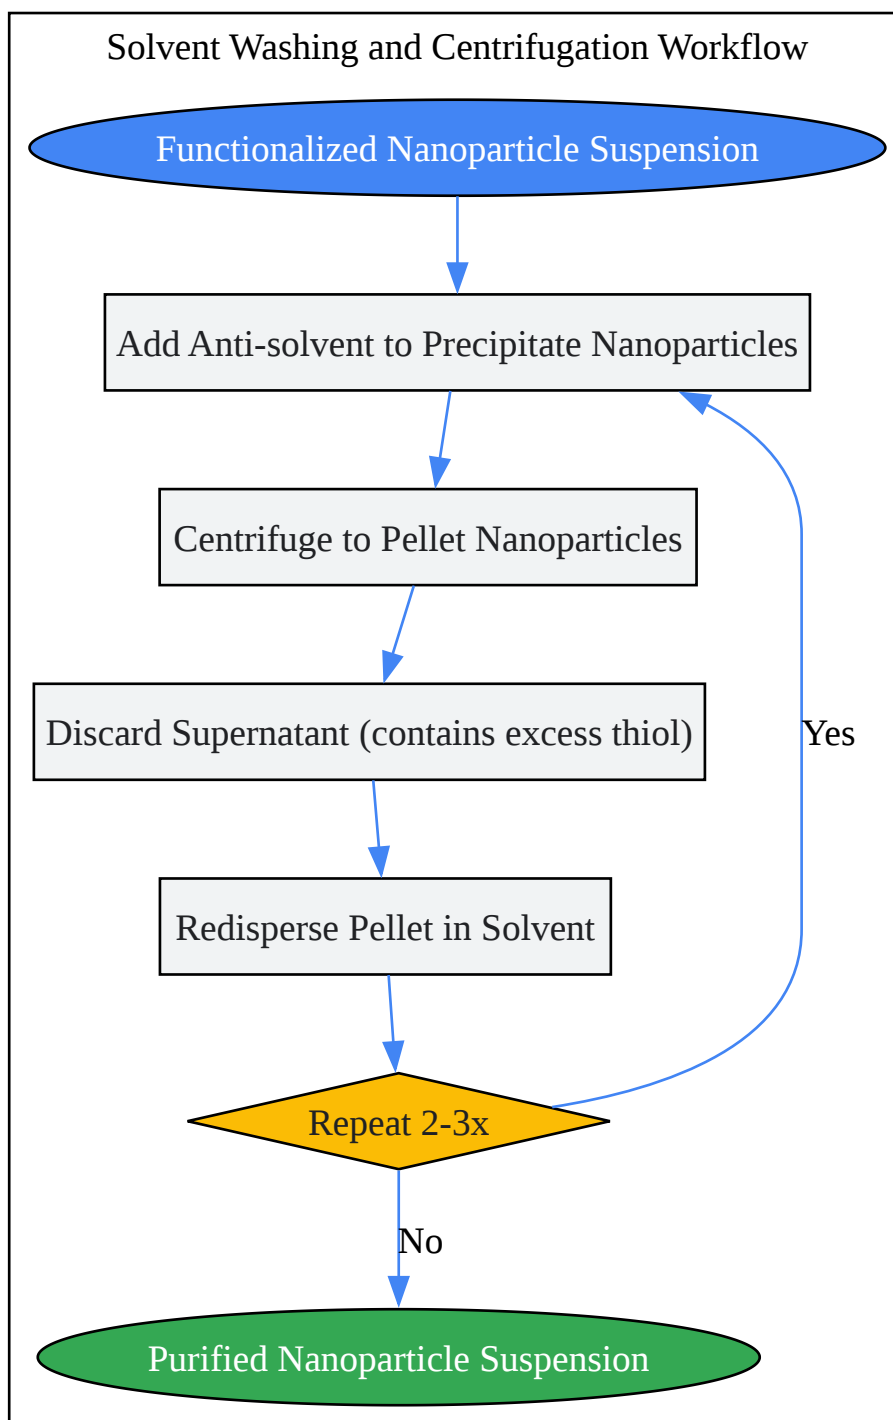 Solvent Washing and Centrifugation Workflow
Functionalized Nanoparticle Suspension
Add Anti-solvent to Precipitate Nanoparticles
Centrifuge to Pellet Nanoparticles
Discard Supernatant (contains excess thiol)
Yes
Redisperse Pellet in Solvent
Repeat 2-3x
No
Purified Nanoparticle Suspension